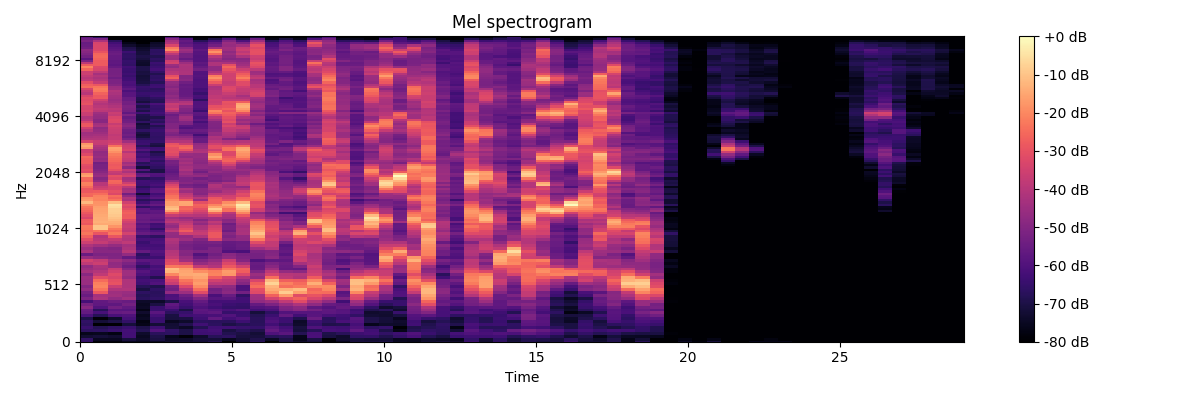 Mel spectrogram
8192
4096
2048
1024
512
0
Hz
0 5 10 15 20 25
Time
+0 dB
-10 dB
-20 dB
-30 dB
-40 dB
-50 dB
-60 dB
-70 dB
-80 dB